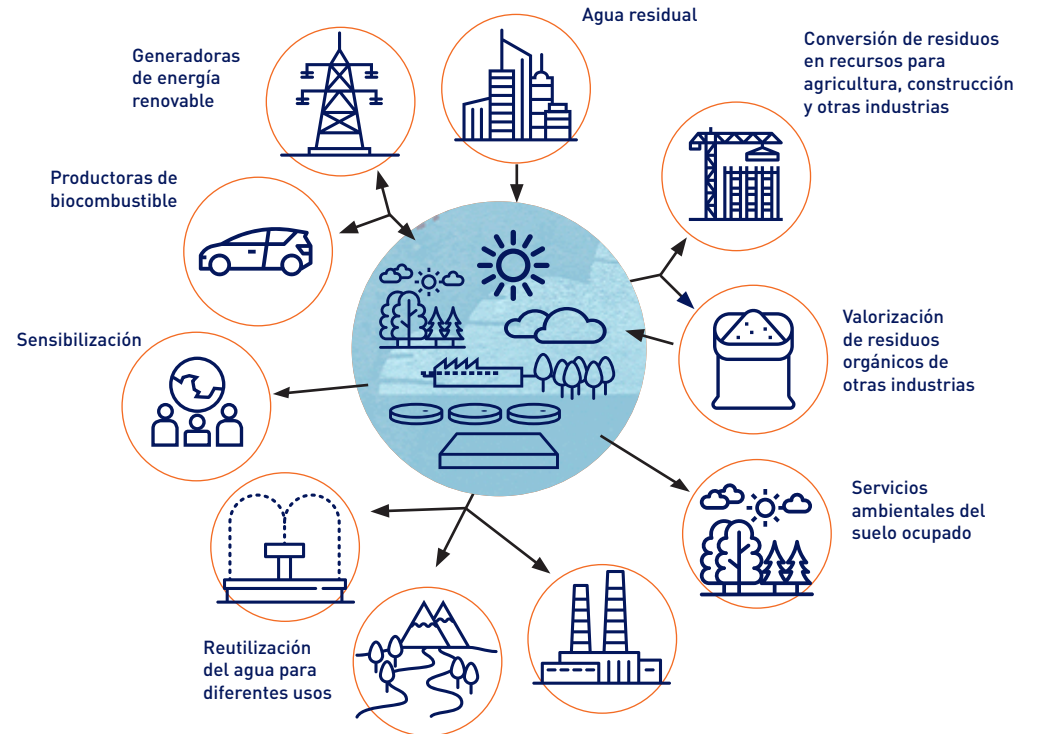 Agua residual
Generadoras
de energía
renovable
Conversión de residuos
en recursos para
agricultura, construcción
y otras industrias
Productoras de
biocombustible
Sensibilización
Valorización
de residuos
orgánicos de
otras industrias
Servicios
ambientales del
suelo ocupado
Reutilización
del agua para
diferentes usos